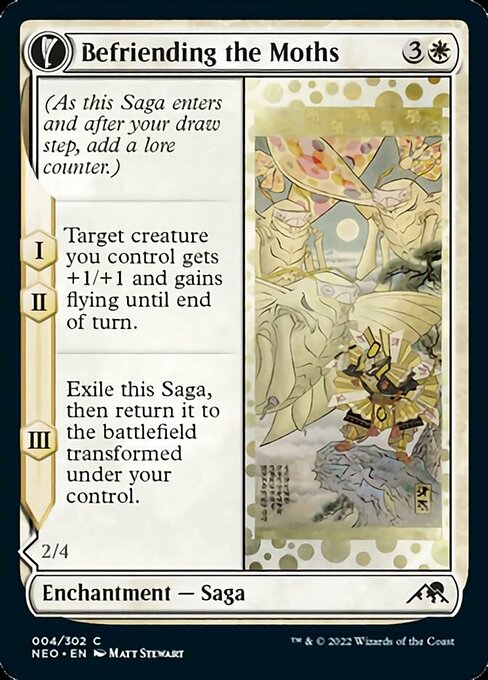 Befriending the Moths 3
(As this Saga enters
and after your draw
step, add a lore
counter.)
I
II
Target creature
you control gets
+1/+1 and gains
flying until end
of turn.
III
Exile this Saga,
then return it to
the battlefield
transformed
under your
control.
2/4
Enchantment — Saga
004/302 C
NEO • EN Matt Stewart
™ & © 2022 Wizards of the Coast